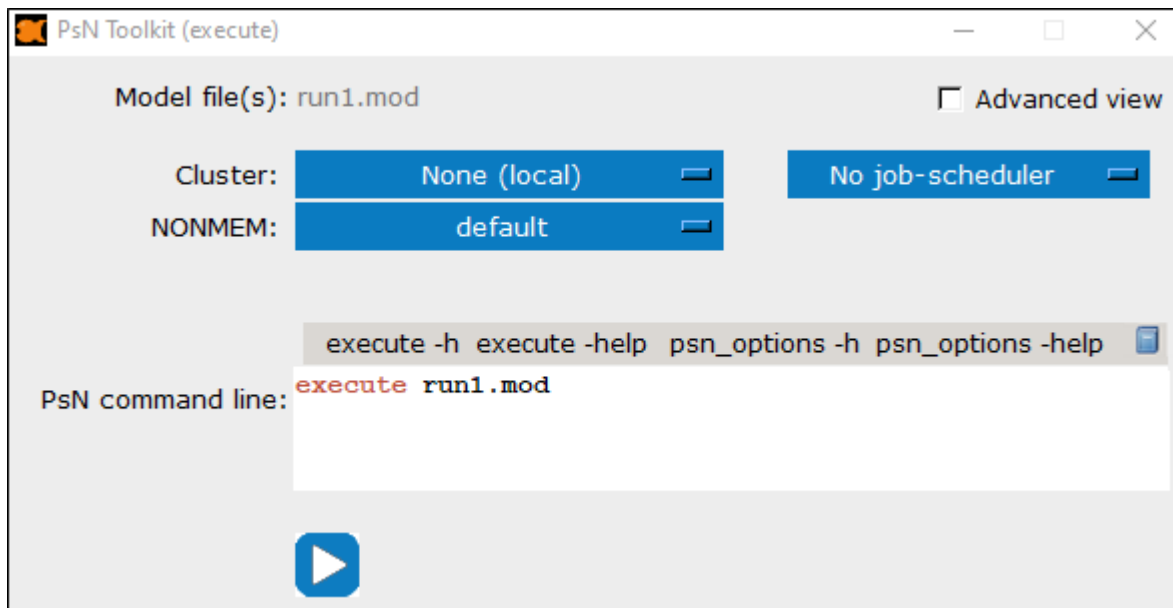 PsN Toolkit (execute)
Model file(s): run1.mod Advanced view
Cluster: None (local) No job-scheduler
NONMEM: default
execute -h execute -help psn_options -h psn_options -help
PsN command line: execute run1.mod